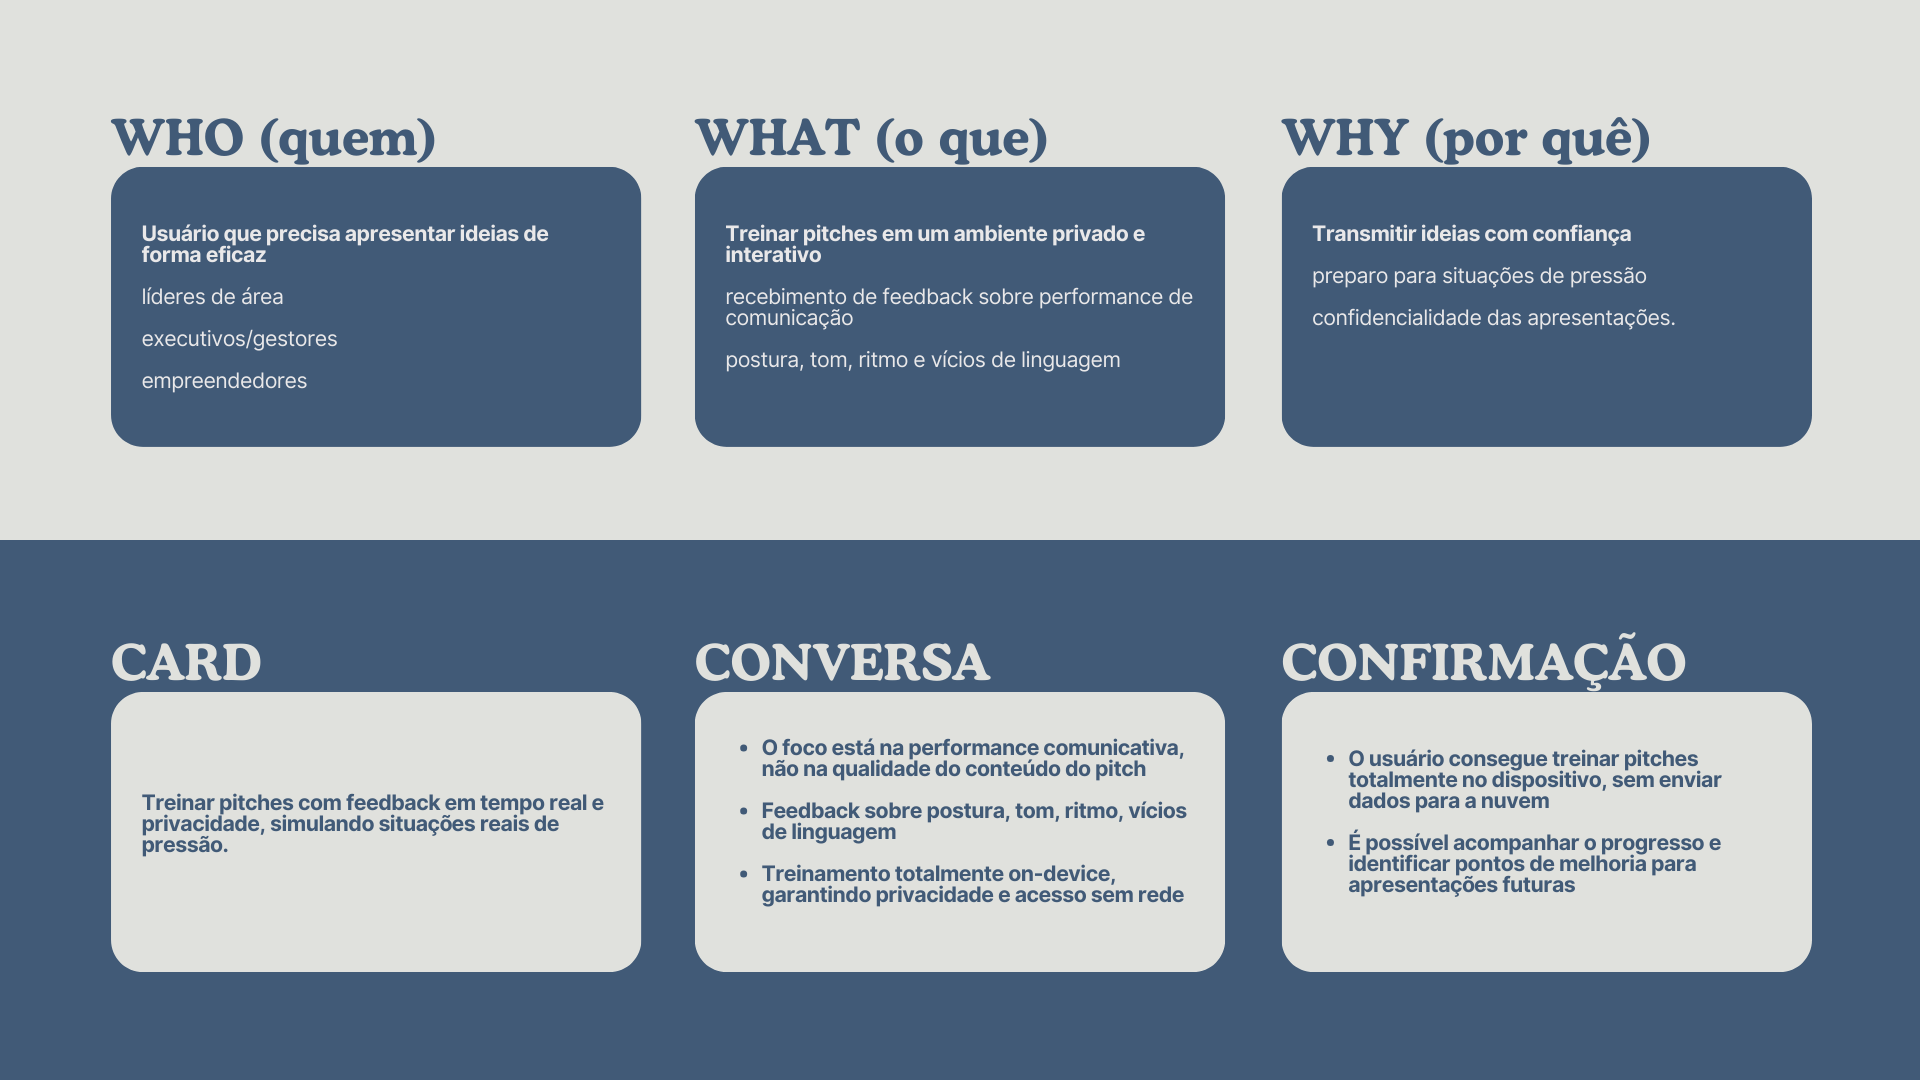 WHO (quem)
Usuário que precisa apresentar ideias de
forma eficaz
líderes de área
executivos/gestores
empreendedores
WHAT (o que)
Treinar pitches em um ambiente privado e
interativo
recebimento de feedback sobre performance de
comunicação
postura, tom, ritmo e vícios de linguagem
WHY (por quê)
Transmitir ideias com confiança
preparo para situações de pressão
confidencialidade das apresentações.
CARD
Treinar pitches com feedback em tempo real e
privacidade, simulando situações reais de
pressão.
CONVERSA
• O foco está na performance comunicativa,
não na qualidade do conteúdo do pitch
• Feedback sobre postura, tom, ritmo, vícios
de linguagem
• Treinamento totalmente on-device,
garantindo privacidade e acesso sem rede
CONFIRMAÇÃO
• O usuário consegue treinar pitches
totalmente no dispositivo, sem enviar
dados para a nuvem
• É possível acompanhar o progresso e
identificar pontos de melhoria para
apresentações futuras